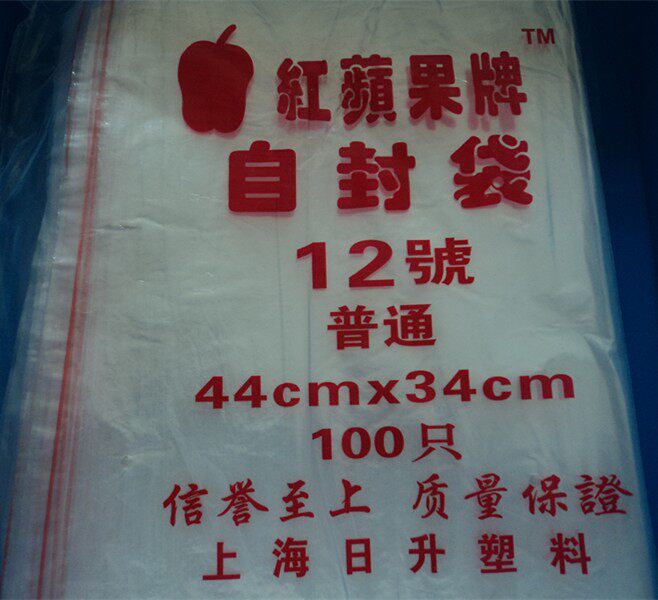 紅蘋果牌 TM
自封袋
12號
普通
44cmx34cm
100只
信誉至上 质量保證
上海日升塑料